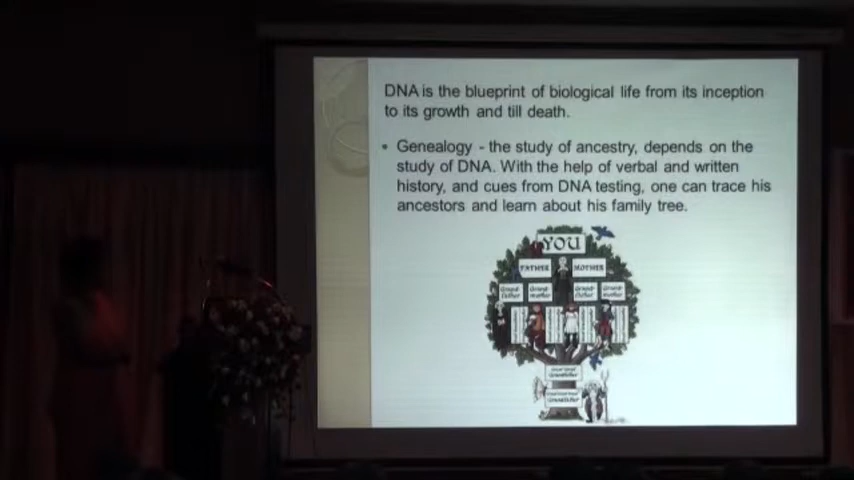 DNA is the blueprint of biological life from its inception
to its growth and till death.
• Genealogy - the study of ancestry, depends on the
study of DNA. With the help of verbal and written
history, and cues from DNA testing, one can trace his
ancestors and learn about his family tree.
YOU
FATHER MOTHER